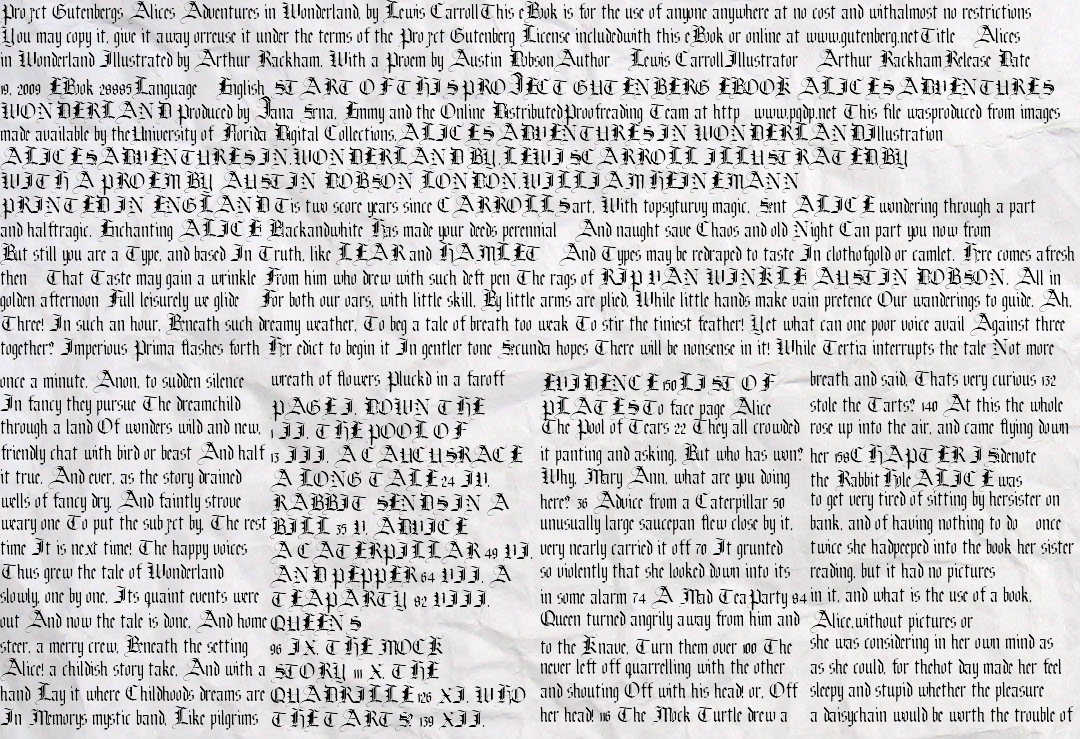 Project Gutenbergs Alices Adventures in Wonderland, by Lewis CarrollThis eBook is for the use of anyone anywhere at no cost and withalmost no restrictions
You may copy it, give it away orreuse it under the terms of the Project Gutenberg License includedwith this eBook or online at www.gutenberg.netTitle Alices
in Wonderland Illustrated by Arthur Rackham. With a Proem by Austin DobsonAuthor Lewis CarrollIllustrator Arthur RackhamRelease Date
19, 2009 EBook 28885Language English START OF THIS PROJECT GUTENBERG EBOOK ALICES ADVENTURES
WONDERLAND Produced by Jana Srna, Emmy and the Online DistributedProofreading Team at http www.pgdp.net This file wasproduced from images
made available by theUniversity of Florida Digital Collections.ALICES ADVENTURES IN WONDERLANDIllustration
ALICES ADVENTURES IN.WONDERLAND BY.LEWIS CARROLL ILLUSTRATED BY
WITH A PROEM BY AUSTIN DOBSON LONDON.WILLIAM HEINEMANN
PRINTED IN ENGLANDTis two score years since CARROLLSart, With topsyturvy magic, Sent ALICE wondering through a part
and halftragic, Enchanting ALICE Blackandwhite Has made your deeds perennial And naught save Chaos and old Night Can part you now from
But still you are a Type, and based In Truth, like LEAR and HAMLET And Types may be redraped to taste In clothofgold or camlet. Here comes afresh
then That Taste may gain a wrinkle From him who drew with such deft pen The rags of RIP VAN WINKLE AUSTIN DOBSON. All in
golden afternoon Full leisurely we glide For both our oars, with little skill, By little arms are plied, While little hands make vain pretence Our wanderings to guide. Ah,
Three! In such an hour, Beneath such dreamy weather, To beg a tale of breath too weak To stir the tiniest feather! Yet what can one poor voice avail Against three
together? Imperious Prima flashes forth Her edict to begin it In gentler tone Secunda hopes There will be nonsense in it! While Tertia interrupts the tale Not more
once a minute. Anon, to sudden silence
In fancy they pursue The dreamchild
through a land Of wonders wild and new,
friendly chat with bird or beast And half
it true. And ever, as the story drained
wells of fancy dry, And faintly strove
weary one To put the subject by, The rest
time It is next time! The happy voices
Thus grew the tale of Wonderland
slowly, one by one, Its quaint events were
out And now the tale is done, And home
steer, a merry crew, Beneath the setting
Alice! a childish story take, And with a
hand Lay it where Childhoods dreams are
In Memorys mystic band, Like pilgrims
wreath of flowers Pluckd in a faroff
PAGE I. DOWN THE
1 II. THE POOL OF
13 III. A CAUCUSRACE
A LONG TALE 24 IV.
RABBIT SENDS IN A
BILL 35 V. ADVICE
A CATERPILLAR 49 VI.
AND PEPPER 64 VII. A
TEAPARTY 82 VIII.
QUEENS
96 IX. THE MOCK
STORY 111 X. THE
QUADRILLE 126 XI. WHO
THE TARTS? 139 XII.
EVIDENCE 150LIST OF
PLATESTo face page Alice
The Pool of Tears 22 They all crowded
it panting and asking, But who has won?
Why, Mary Ann, what are you doing
here? 36 Advice from a Caterpillar 50
unusually large saucepan flew close by it,
very nearly carried it off 70 It grunted
so violently that she looked down into its
in some alarm 74 A Mad TeaParty 84
Queen turned angrily away from him and
to the Knave, Turn them over 100 The
never left off quarrelling with the other
and shouting Off with his head! or, Off
her head! 116 The Mock Turtle drew a
breath and said, Thats very curious 132
stole the Tarts? 140 At this the whole
rose up into the air, and came flying down
her 158CHAPTER ISidenote
the Rabbit Hole ALICE was
to get very tired of sitting by hersister on
bank, and of having nothing to do once
twice she hadpeeped into the book her sister
reading, but it had no pictures
in it, and what is the use of a book,
Alice,without pictures or
she was considering in her own mind as
as she could, for thehot day made her feel
sleepy and stupid whether the pleasure
a daisychain would be worth the trouble of